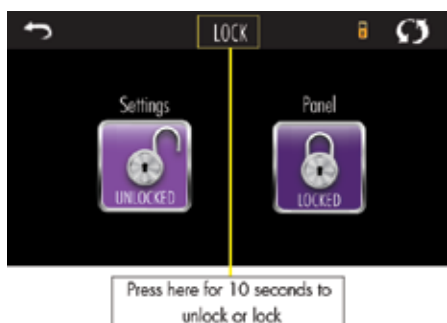 LOCK
Settings
Panel
UNLOCKED
LOCKED
Press here for 10 seconds to
unlock or lock